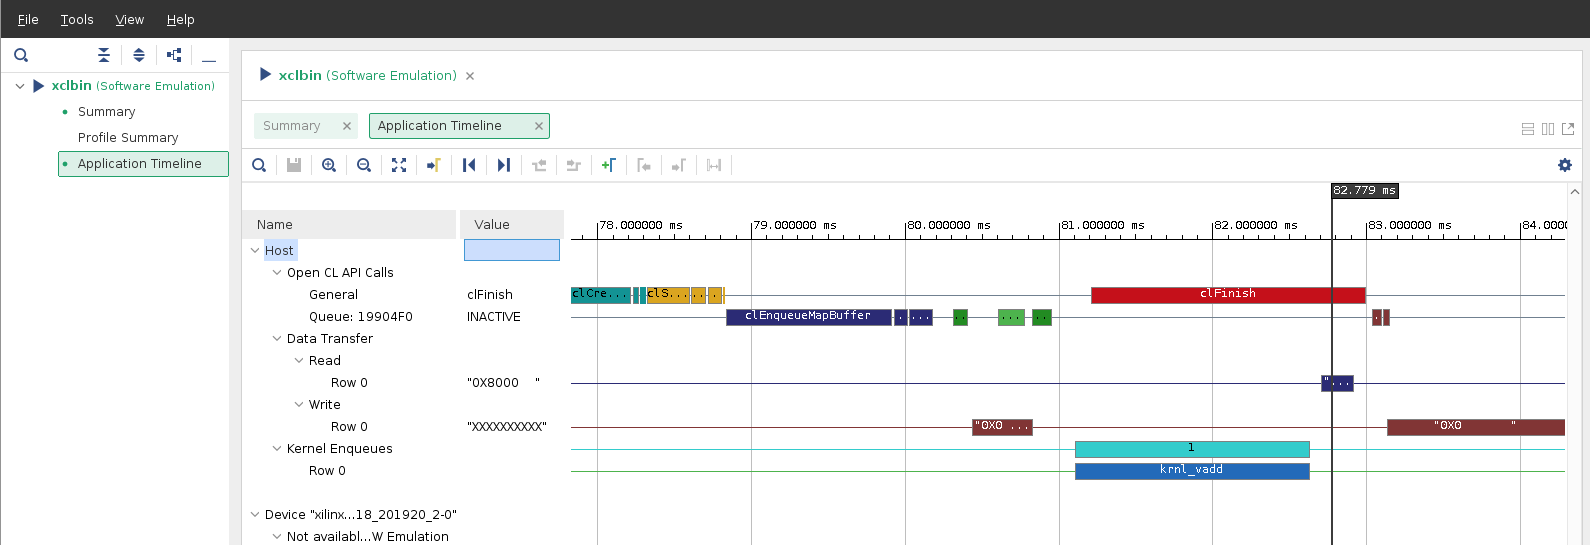 File Tools View Help
xclbin (Software Emulation)
Summary
Profile Summary
Application Timeline
xclbin (Software Emulation)
Summary Application Timeline
82.779 ms
Name Value
78.000000 ms 79.000000 ms 80.000000 ms 81.000000 ms 82.000000 ms 83.000000 ms 84.0000
Host
Open CL API Calls
General clFinish clCre... clS... ... . clFinish
Queue: 19904F0 INACTIVE clEnqueueMapBuffer . ... .. ... .. .
Data Transfer
Read
Row 0 "0X8000 " "...
Write
Row 0 "XXXXXXXXXX" "0X0 ... "0X0 "
Kernel Enqueues 1
Row 0 krnl_vadd
Device "xilinx...18_201920_2-0"
Not availabl...W Emulation